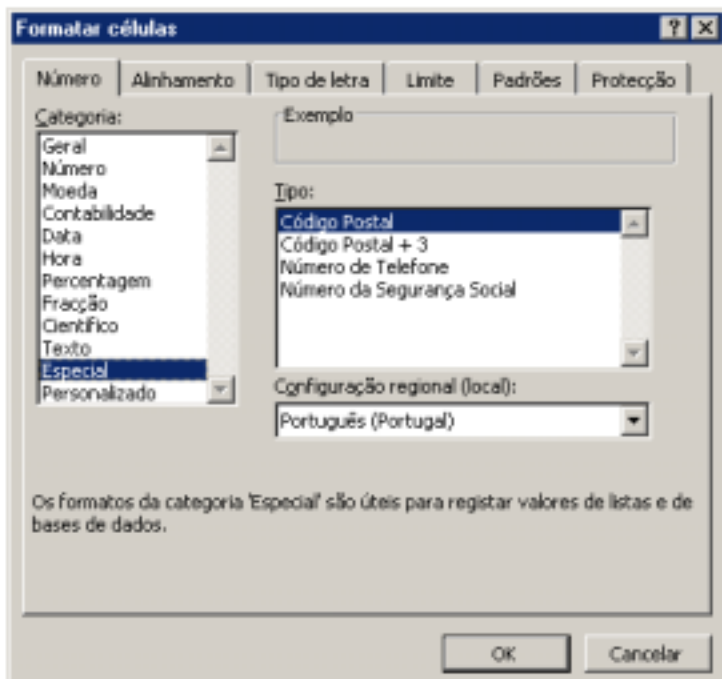 Formatar células
Número
Alinhamento
Tipo de letra
Limite
Padrões
Protecção
Categoria:
Geral
Número
Moeda
Contabilidade
Data
Hora
Percentagem
Fracção
Científico
Texto
Especial
Personalizado
Exemplo
Tipo:
Código Postal
Código Postal + 3
Número de Telefone
Número da Segurança Social
Configuração regional (local):
Português (Portugal)
Os formatos da categoria 'Especial' são úteis para registar valores de listas e de
bases de dados.
OK
Cancelar